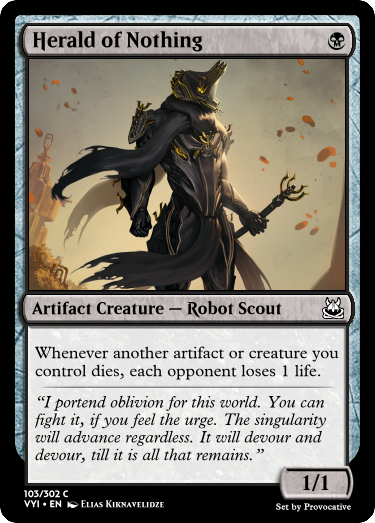 Herald of Nothing
Artifact Creature — Robot Scout
Whenever another artifact or creature you
control dies, each opponent loses 1 life.
“I portend oblivion for this world. You can
fight it, if you feel the urge. The singularity
will advance regardless. It will devour and
devour, till it is all that remains.”
1/1
103/302 C
VYI • EN Elias Kiknavelidze
Set by Provocative